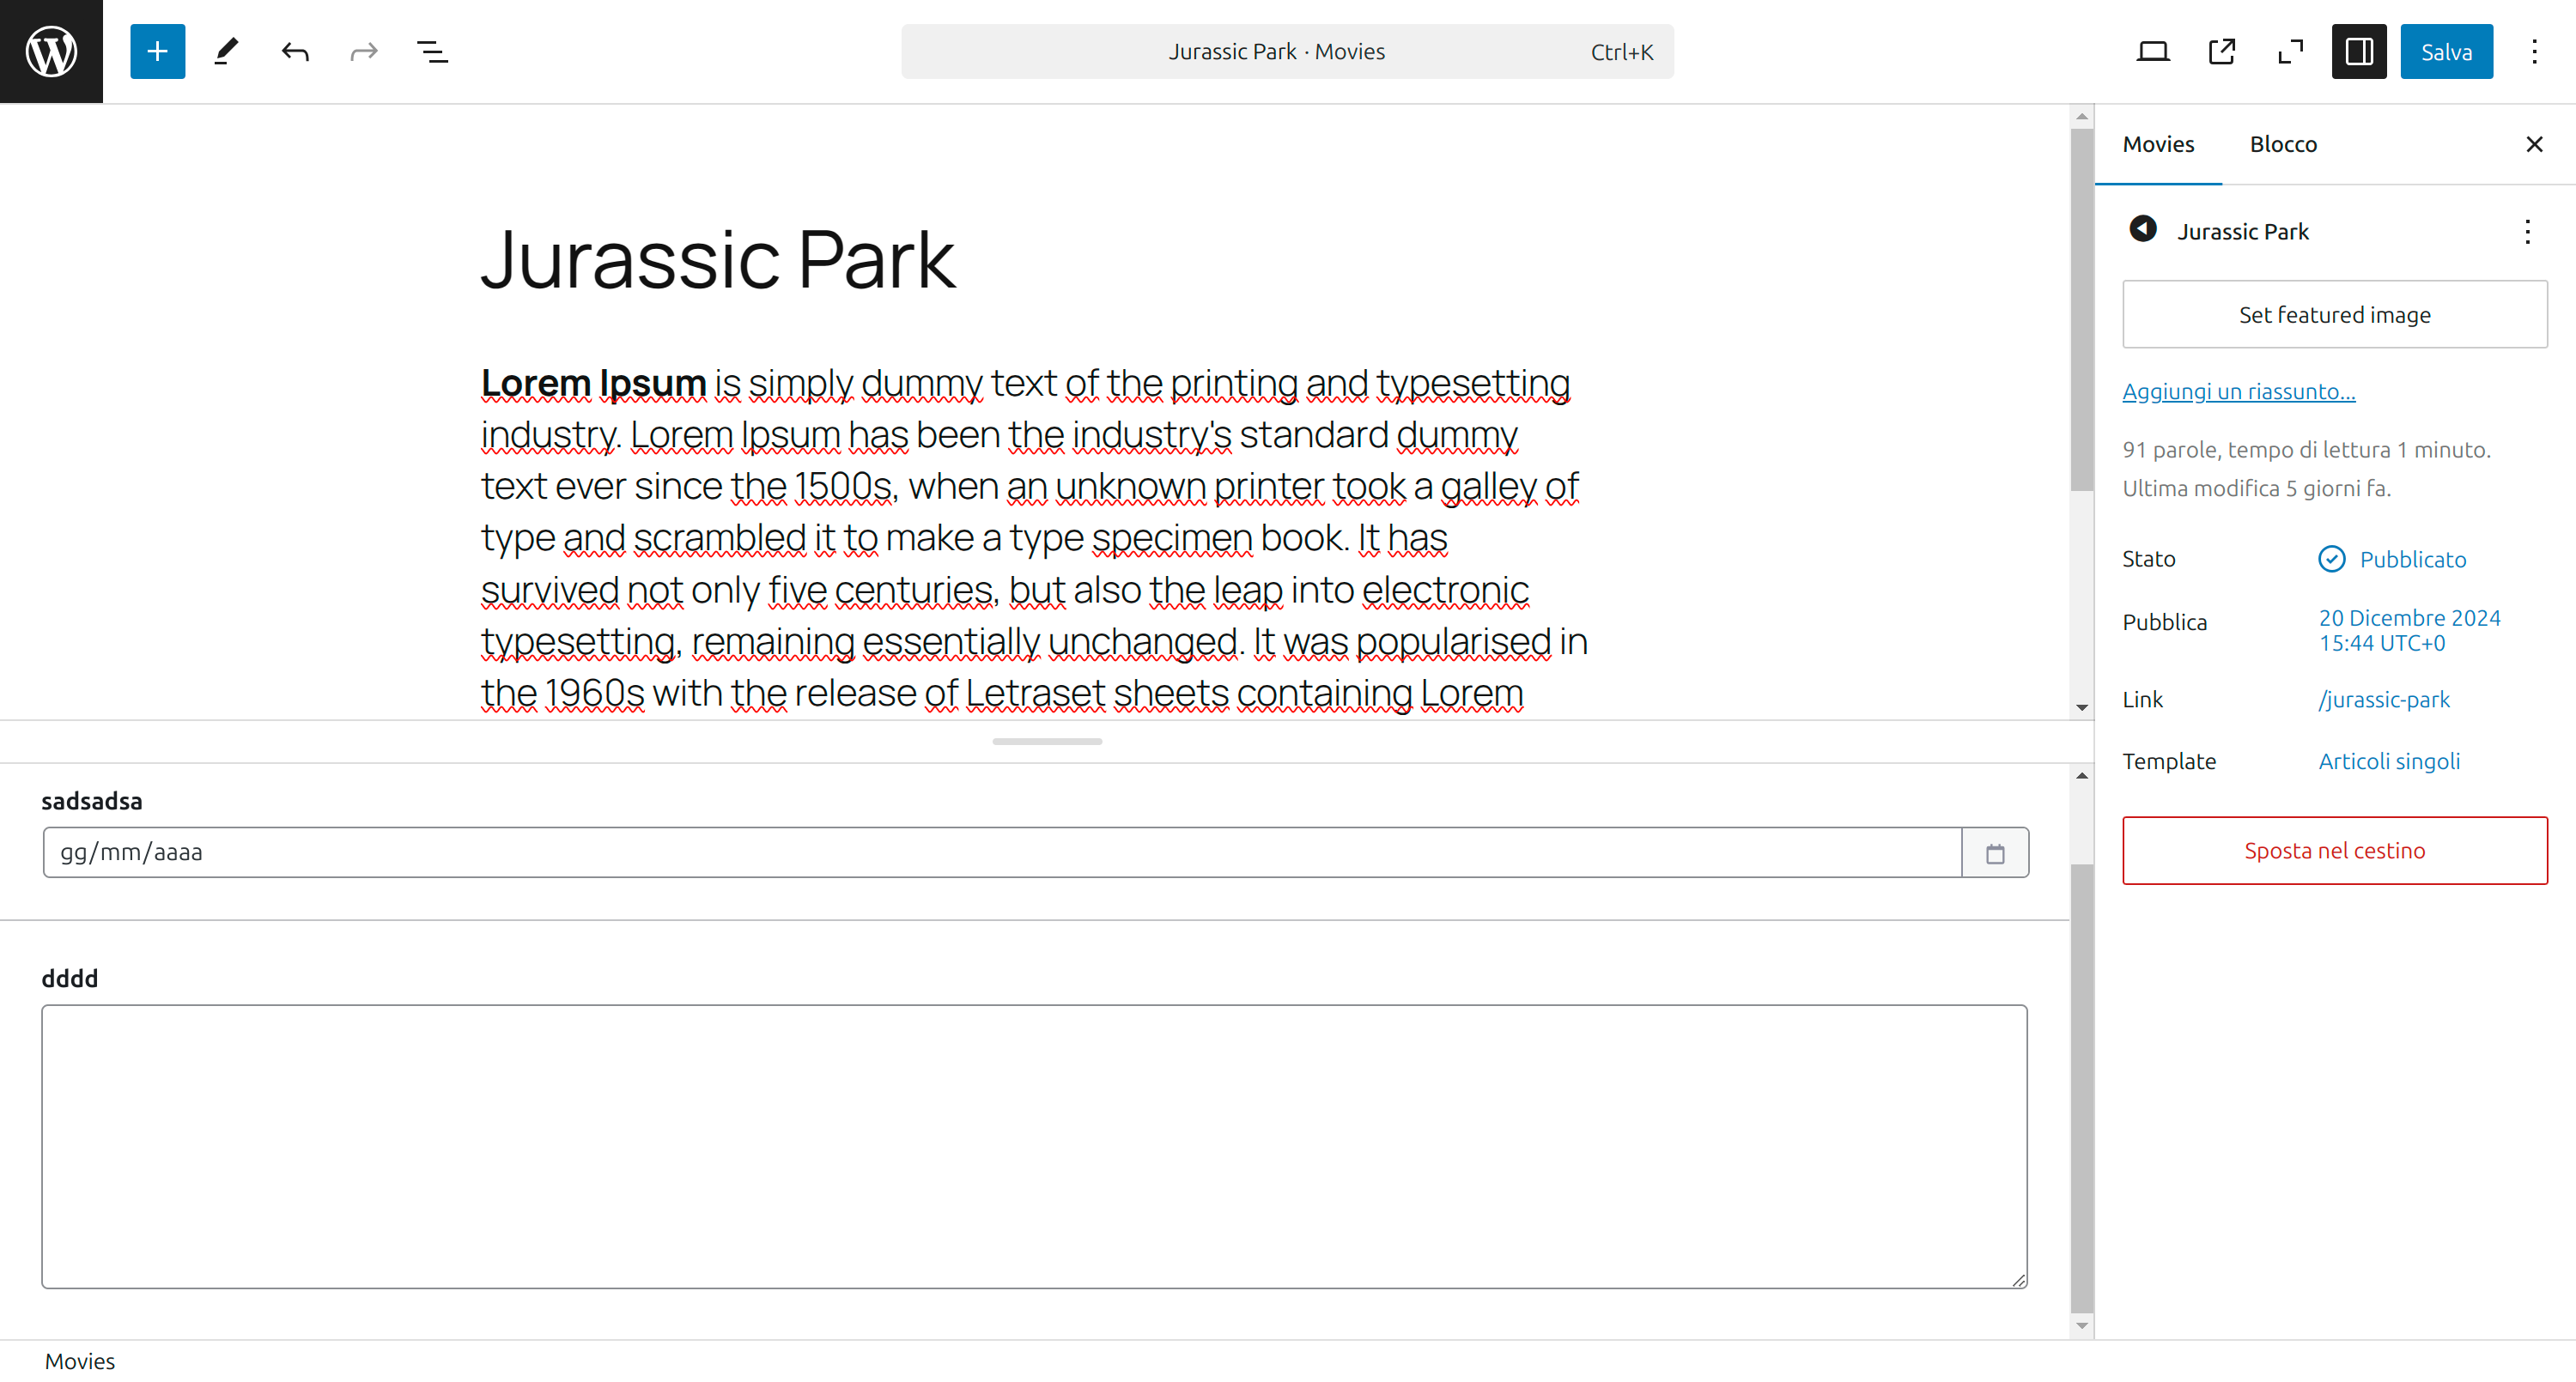 Jurassic Park · Movies
Ctrl+K
Salva
Jurassic Park
Lorem Ipsum is simply dummy text of the printing and typesetting
industry. Lorem Ipsum has been the industry's standard dummy
text ever since the 1500s, when an unknown printer took a galley of
type and scrambled it to make a type specimen book. It has
survived not only five centuries, but also the leap into electronic
typesetting, remaining essentially unchanged. It was popularised in
the 1960s with the release of Letraset sheets containing Lorem
sadsadsa
gg/mm/aaaa
dddd
Movies
Movies
Blocco
Jurassic Park
Set featured image
Aggiungi un riassunto...
91 parole, tempo di lettura 1 minuto.
Ultima modifica 5 giorni fa.
Stato
Pubblicato
Pubblica
20 Dicembre 2024
15:44 UTC+0
Link
/jurassic-park
Template
Articoli singoli
Sposta nel cestino